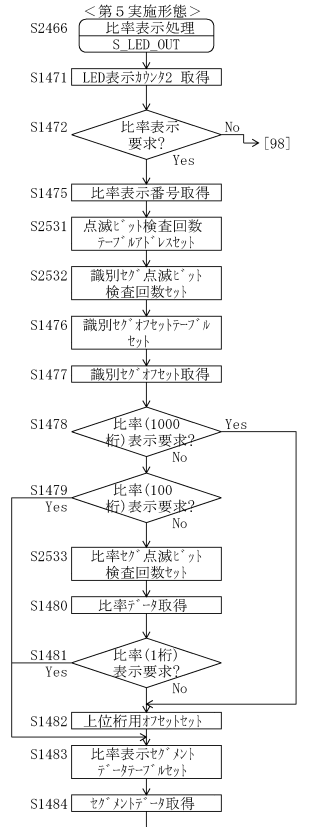 ＜第５実施形態＞
S2466
比率表示処理
S_LED_OUT
S1471
LED表示ｶｳﾝﾀ2 取得
S1472
比率表示
要求?
No
[98]
Yes
S1475
比率表示番号取得
S2531
点滅ﾋﾞｯﾄ検査回数
ﾃｰﾌﾞﾙｱﾄﾞﾚｽｾｯﾄ
S2532
識別ｾｸﾞ点滅ﾋﾞｯﾄ
検査回数ｾｯﾄ
S1476
識別ｾｸﾞｵﾌｾｯﾄﾃｰﾌﾞﾙ
ｾｯﾄ
S1477
識別ｾｸﾞｵﾌｾｯﾄ取得
S1478
比率(1000
桁)表示要求?
Yes
No
S1479
比率(100
桁)表示要求?
Yes
No
S2533
比率ｾｸﾞ点滅ﾋﾞｯﾄ
検査回数ｾｯﾄ
S1480
比率ﾃﾞｰﾀ取得
S1481
比率(1桁)
表示要求?
Yes
No
S1482
上位桁用ｵﾌｾｯﾄｾｯﾄ
S1483
比率表示ｾｸﾞﾒﾝﾄ
ﾃﾞｰﾀﾃｰﾌﾞﾙｾｯﾄ
S1484
ｾｸﾞﾒﾝﾄﾃﾞｰﾀ取得